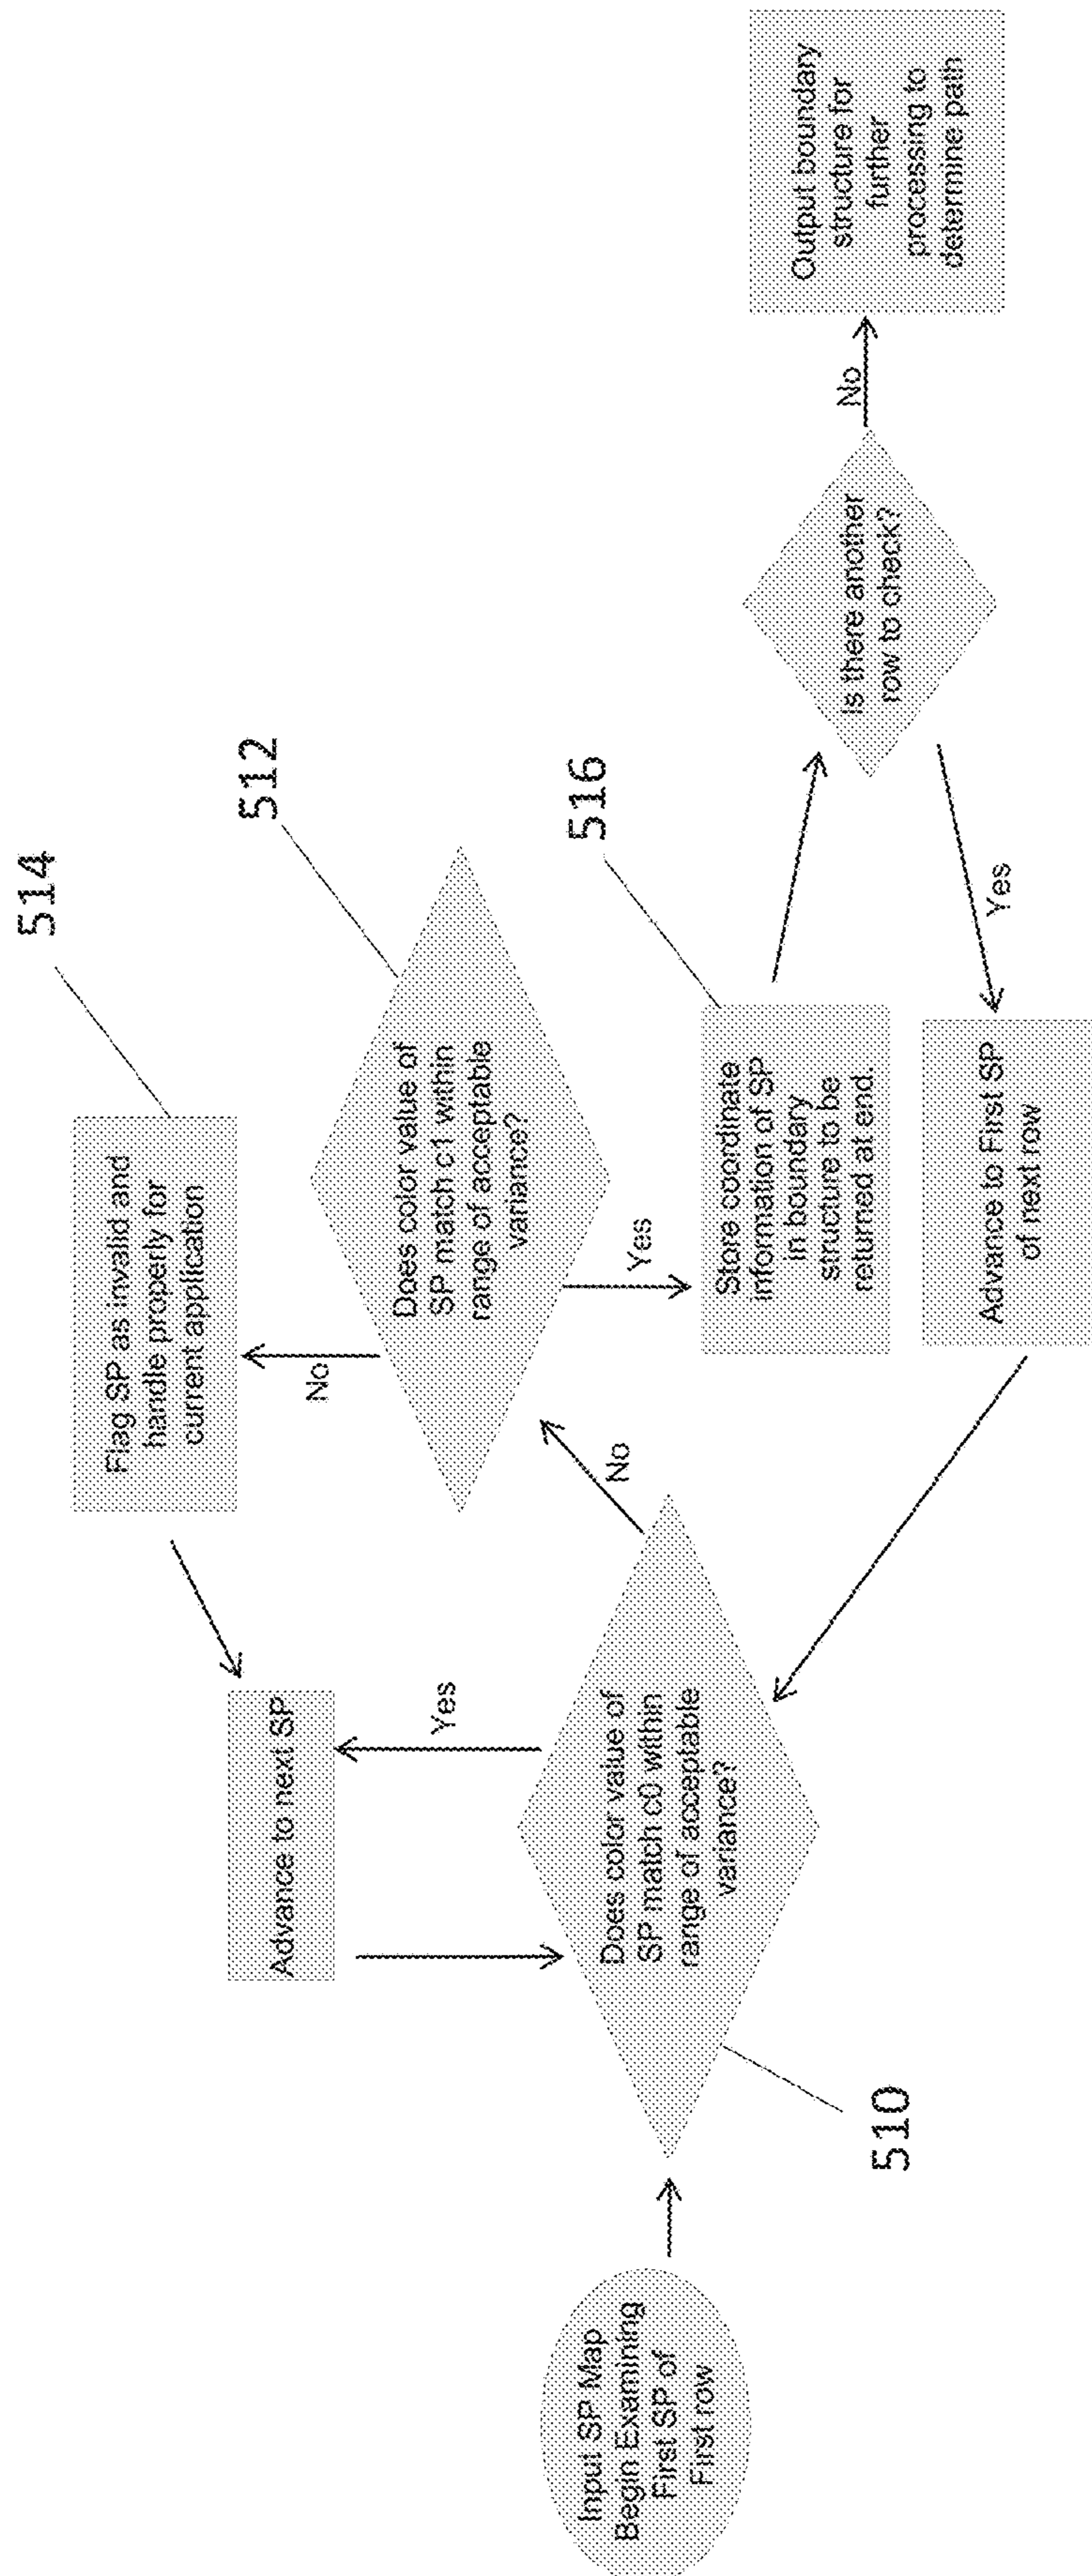 Input SP Map
Begin Examining
First SP of
First row
510
Does color value of
SP match c0 within
range of acceptable
variance?
Yes
Advance to next SP
No
Does color value of
SP match c1 within
range of acceptable
variance?
512
No
Flag SP as invalid and
handle properly for
current application
514
Yes
Store coordinate
information of SP
in boundary
structure to be
returned at end.
516
Is there another
row to check?
Yes
Advance to First SP
of next row
No
Output boundary
structure for
further
processing to
determine path